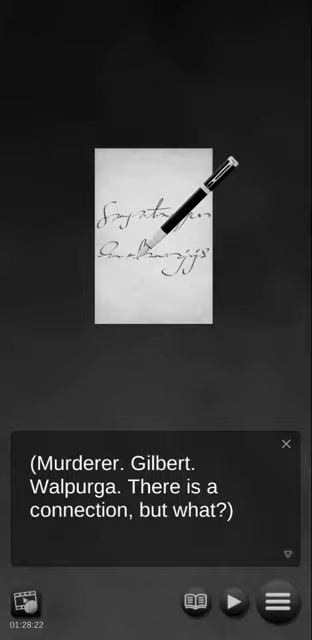 (Murderer. Gilbert.
Walpurga. There is a
connection, but what?)
01:28:22